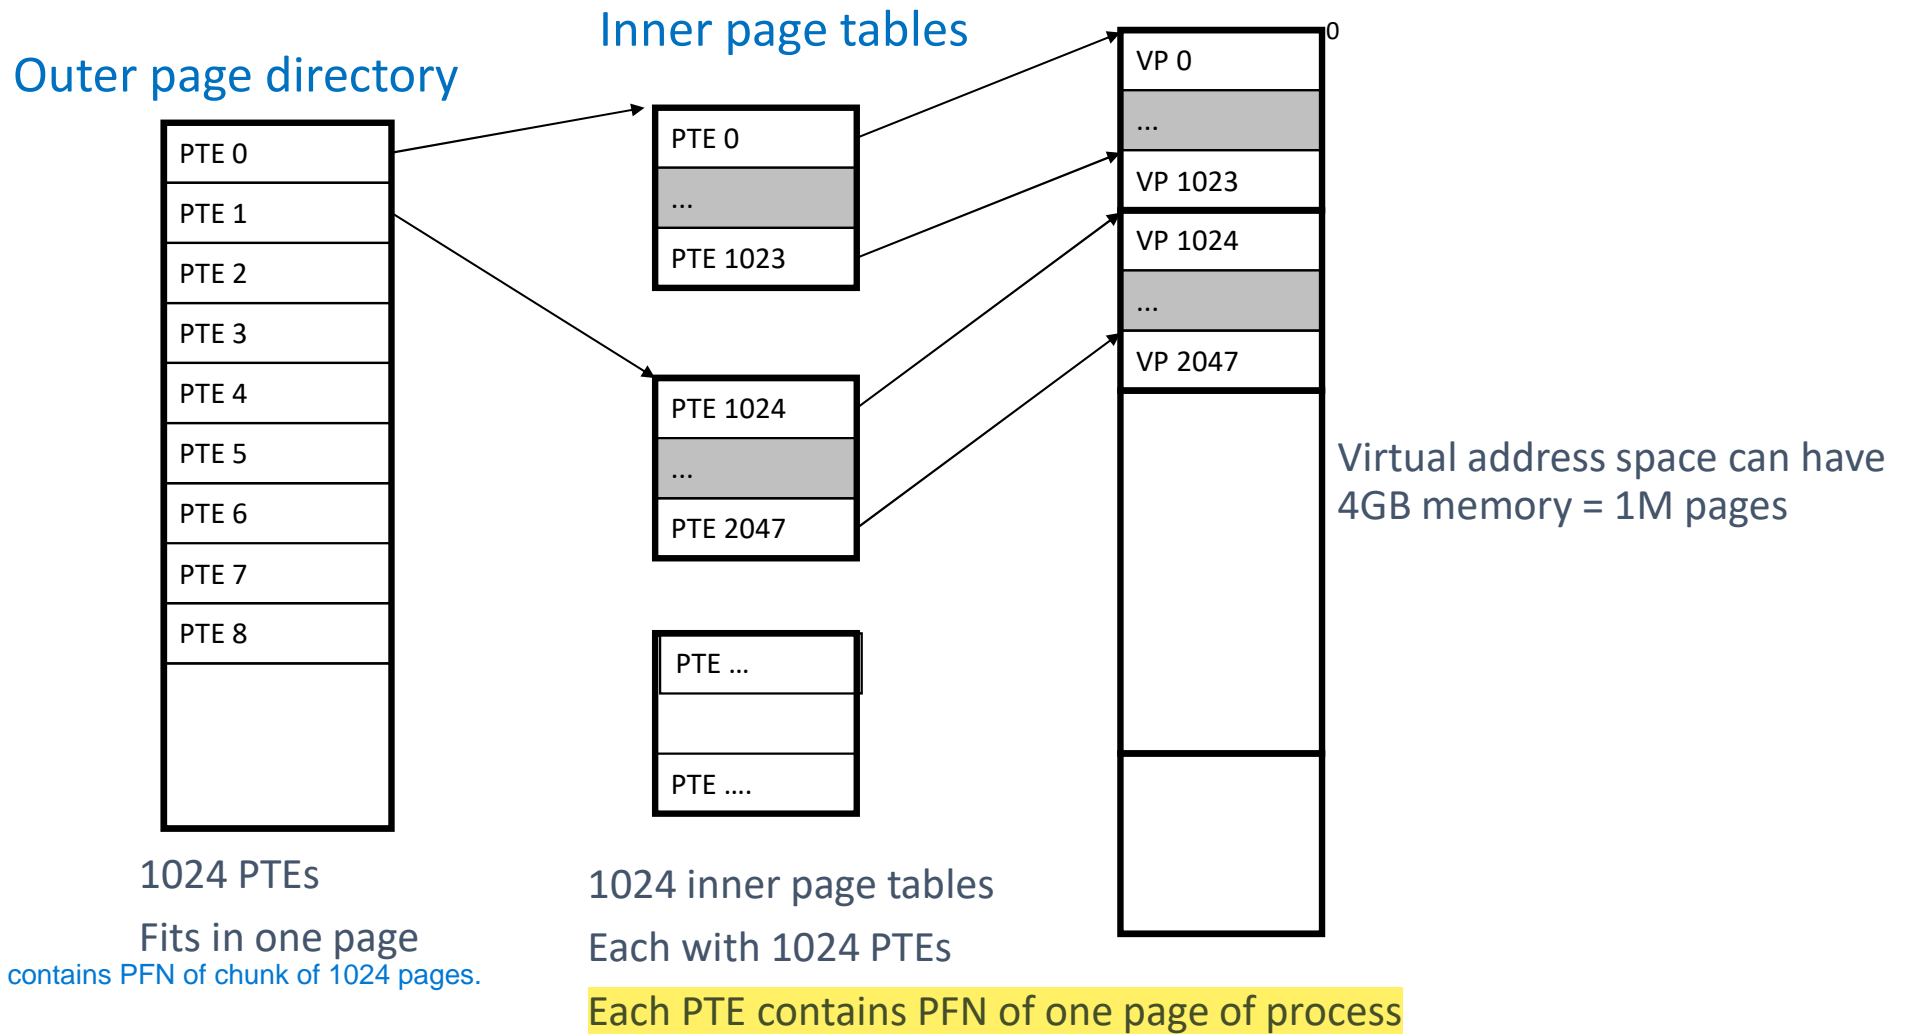 Outer page directory
PTE 0
PTE 1
PTE 2
PTE 3
PTE 4
PTE 5
PTE 6
PTE 7
PTE 8
1024 PTEs
Fits in one page
contains PFN of chunk of 1024 pages.
Inner page tables
PTE 0
...
PTE 1023
PTE 1024
...
PTE 2047
PTE ...
PTE ....
1024 inner page tables
Each with 1024 PTEs
Each PTE contains PFN of one page of process
0
VP 0
...
VP 1023
VP 1024
...
VP 2047
Virtual address space can have
4GB memory = 1M pages